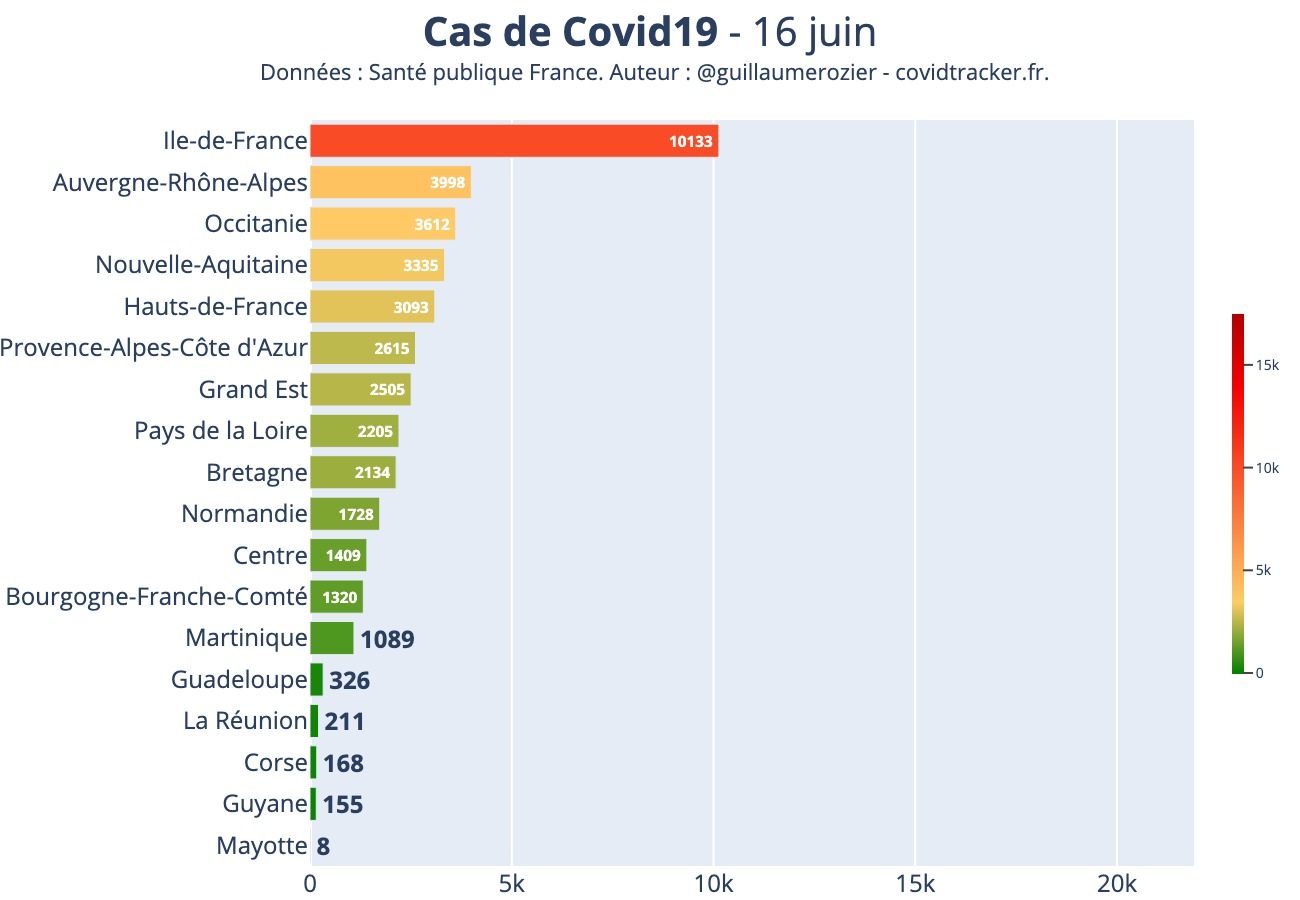 Cas de Covid19 - 16 juin
Données : Santé publique France. Auteur : @guillaumerozier - covidtracker.fr.
Ile-de-France 10133
Auvergne-Rhône-Alpes 3998
Occitanie 3612
Nouvelle-Aquitaine 3335
Hauts-de-France 3093
Provence-Alpes-Côte d'Azur 2615
Grand Est 2505
Pays de la Loire 2205
Bretagne 2134
Normandie 1728
Centre 1409
Bourgogne-Franche-Comté 1320
Martinique 1089
Guadeloupe 326
La Réunion 211
Corse 168
Guyane 155
Mayotte 8
0 5k 10k 15k 20k
15k
10k
5k
0